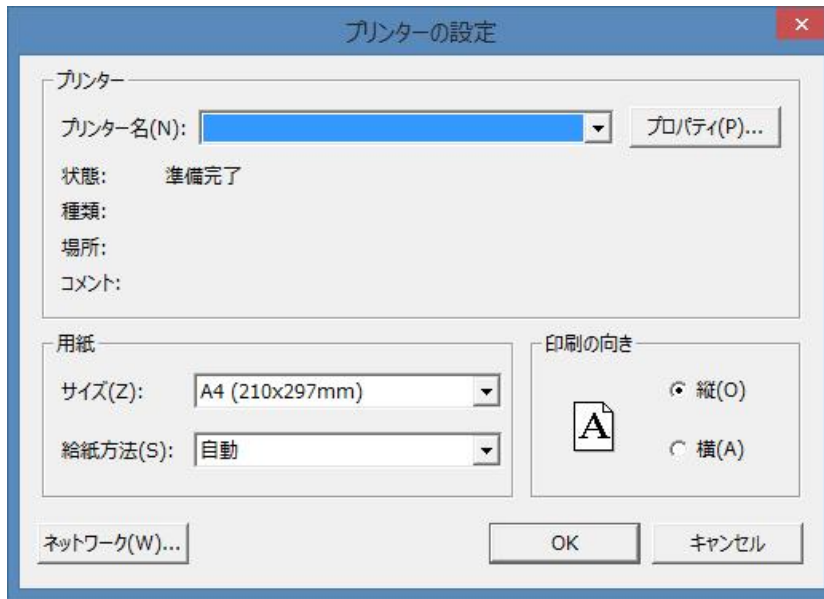 プリンターの設定
プリンター
プリンター名(N):
プロパティ(P)...
状態: 準備完了
種類:
場所:
コメント:
用紙
サイズ(Z): A4 (210x297mm)
給紙方法(S): 自動
印刷の向き
A
縦(O)
横(A)
ネットワーク(W)...
OK
キャンセル